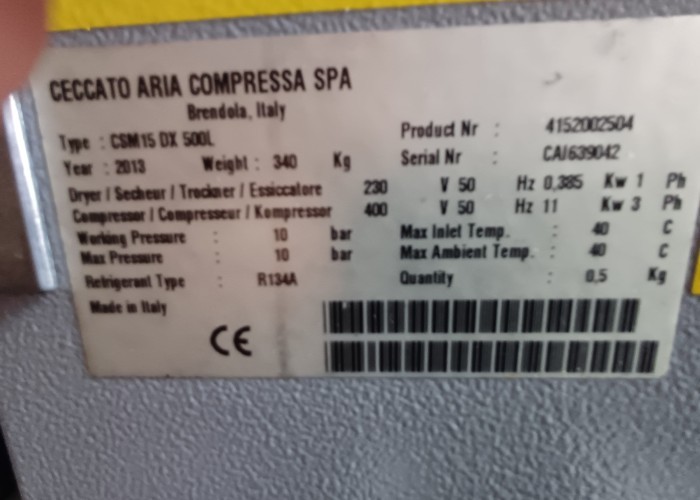 CECCATO ARIA COMPRESSA SPA
Brendola, Italy
Type : CSM15 DX 500L
Product Nr : 4152002504
Year : 2013 Weight : 340 Kg
Serial Nr : CAI639042
Dryer / Secheur / Trockner / Essiccatore 230 V 50 Hz 0,385 Kw 1 Ph
Compressor / Compresseur / Kompressor 400 V 50 Hz 11 Kw 3 Ph
Working Pressure : 10 bar Max Inlet Temp. : 40 C
Max Pressure : 10 bar Max Ambient Temp. : 40 C
Refrigerant Type : R134A Quantity : 0,5 Kg
Made in Italy
CE